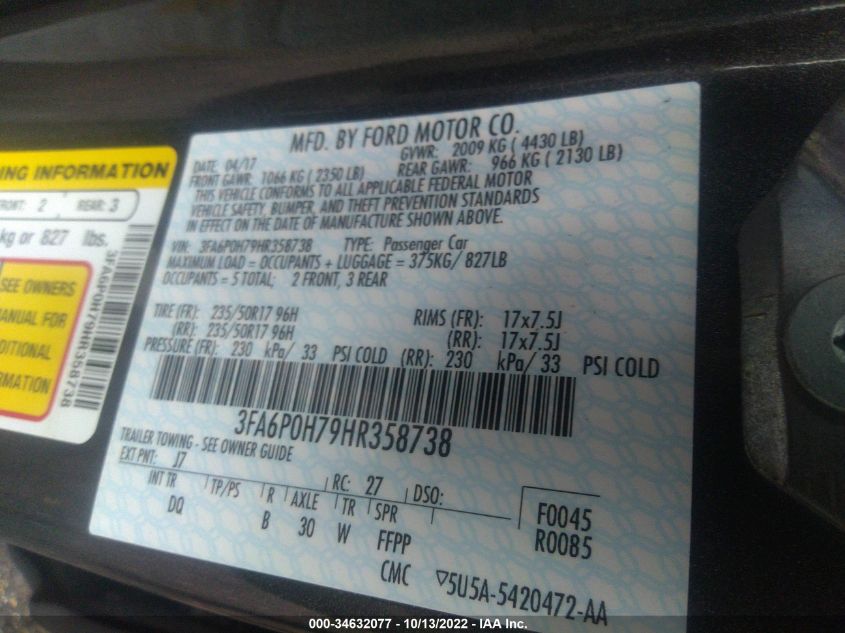 MFD. BY FORD MOTOR CO.
DATE: 04/17 GVWR: 2009 KG ( 4430 LB)
FRONT GAWR: 1066 KG ( 2350 LB) REAR GAWR: 966 KG ( 2130 LB)
THIS VEHICLE CONFORMS TO ALL APPLICABLE FEDERAL MOTOR
VEHICLE SAFETY, BUMPER, AND THEFT PREVENTION STANDARDS
IN EFFECT ON THE DATE OF MANUFACTURE SHOWN ABOVE.
VIN: 3FA6P0H79HR358738 TYPE: Passenger Car
MAXIMUM LOAD = OCCUPANTS + LUGGAGE = 375KG/ 827LB
OCCUPANTS = 5 TOTAL; 2 FRONT, 3 REAR
TIRE (FR): 235/50R17 96H RIMS (FR): 17x7.5J
(RR): 235/50R17 96H (RR): 17x7.5J
PRESSURE (FR): 230 kPa/ 33 PSI COLD (RR): 230 kPa/ 33 PSI COLD
3FA6P0H79HR358738
TRAILER TOWING - SEE OWNER GUIDE
EXT PNT: J7 RC: 27 DSO:
INT TR TP/PS R AXLE TR SPR F0045
DQ B 30 W FFPP R0085
CMC ▽5U5A-5420472-AA
ING INFORMATION
FRONT: 2 REAR: 3
kg or 827 lbs.
SEE OWNERS
MANUAL FOR
DDITIONAL
RMATION
3FA6P0H79HR358738
000-34632077 - 10/13/2022 - IAA Inc.